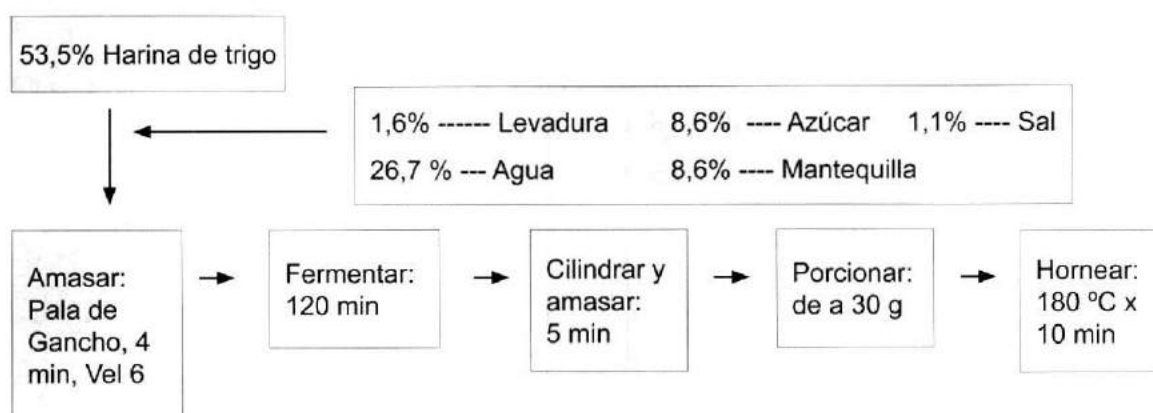 53,5% Harina de trigo
1,6% ------ Levadura 8,6% ---- Azúcar 1,1% ---- Sal
26,7 % --- Agua 8,6% ---- Mantequilla
Amasar:
Pala de
Gancho, 4
min, Vel 6
Fermentar:
120 min
Cilindrar y
amasar:
5 min
Porcionar:
de a 30 g
Hornear:
180 ºC x
10 min